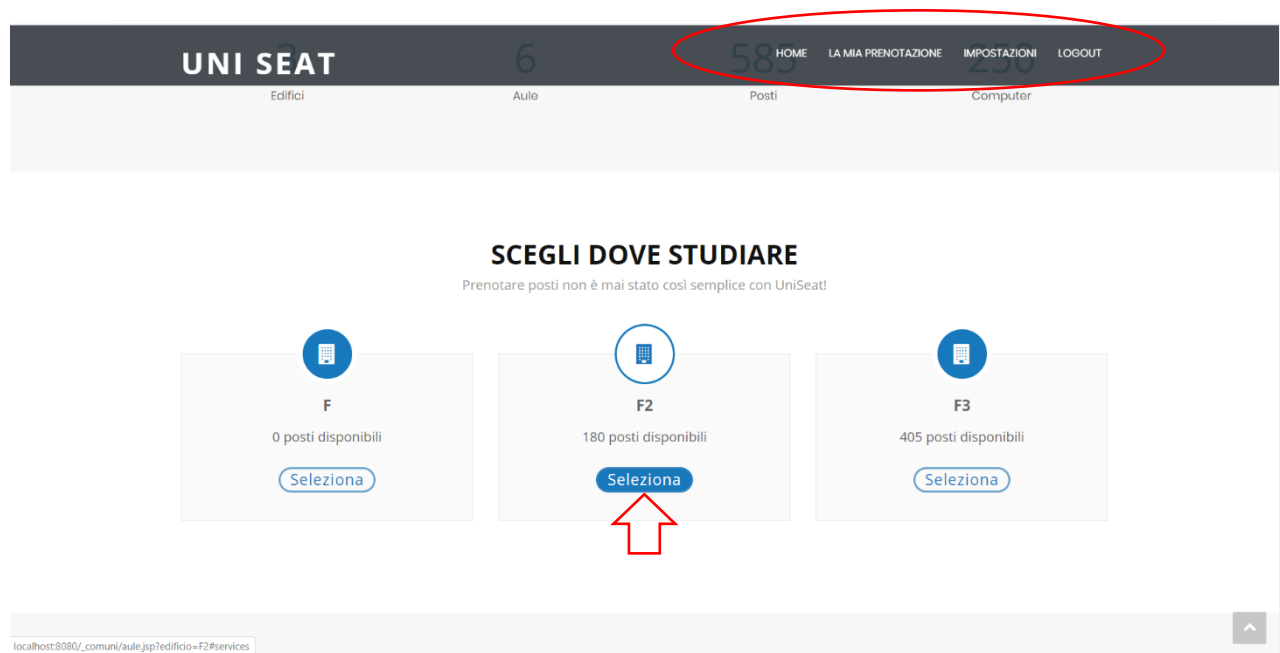 UNI SEAT
HOME LA MIA PRENOTAZIONE IMPOSTAZIONI LOGOUT
6 585 250
Edifici Aule Posti Computer
SCEGLI DOVE STUDIARE
Prenotare posti non è mai stato così semplice con UniSeat!
F F2 F3
0 posti disponibili 180 posti disponibili 405 posti disponibili
Seleziona Seleziona Seleziona
localhost:8080/_comuni/aule.jsp?edificio=F2#services